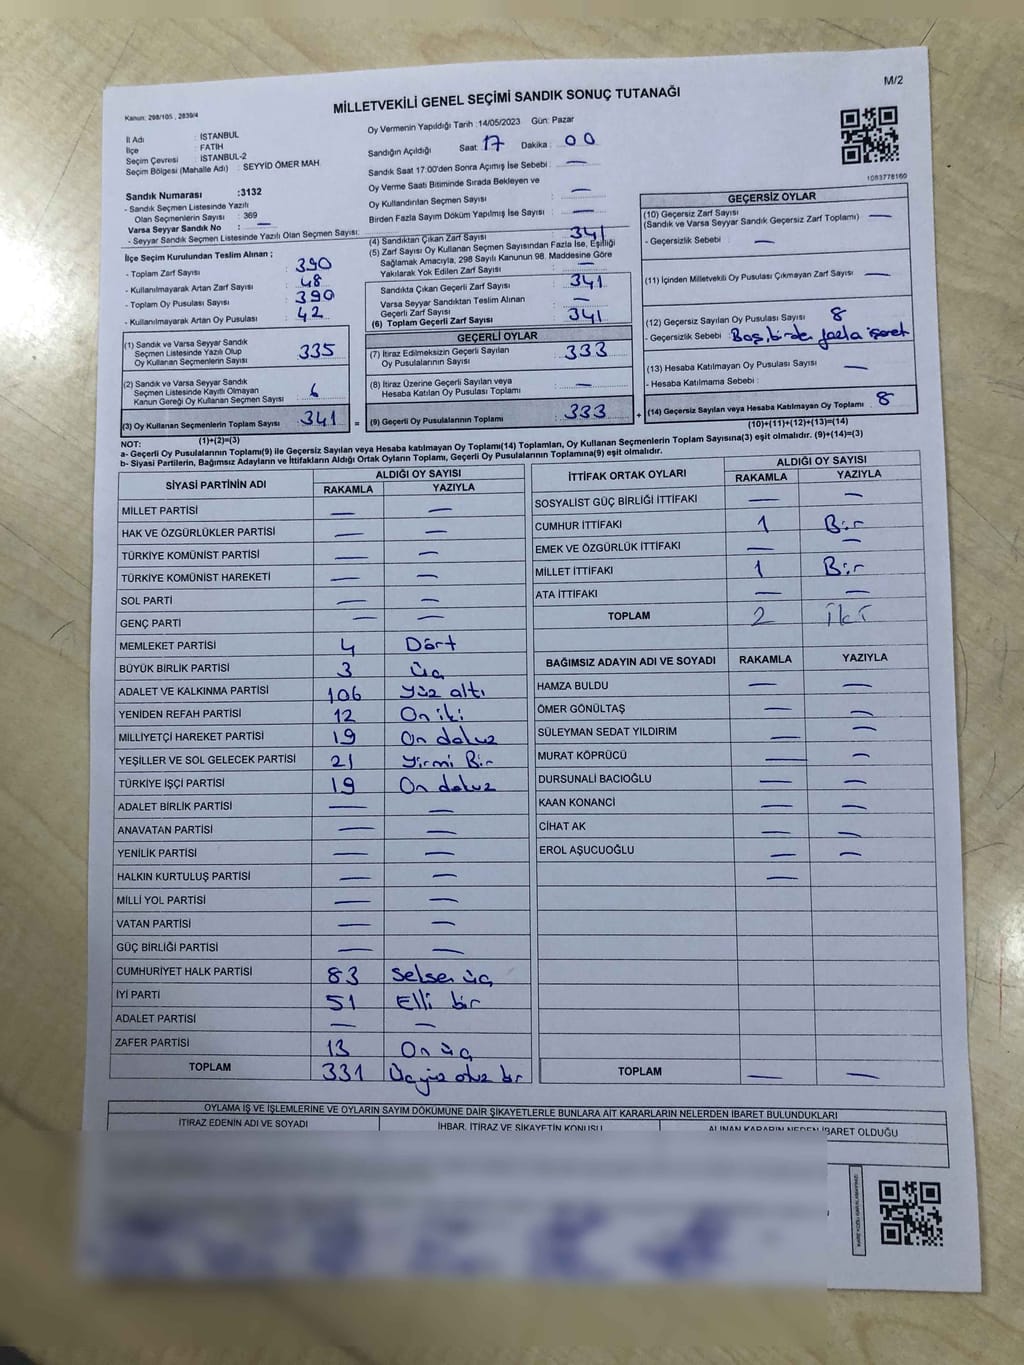 M/2
MİLLETVEKİLİ GENEL SEÇİMİ SANDIK SONUÇ TUTANAĞI
Kanun: 298/105 , 2839/4
İl Adı : İSTANBUL
İlçe : FATİH
Seçim Çevresi : İSTANBUL-2
Seçim Bölgesi (Mahalle Adı) : SEYYİD ÖMER MAH.
Sandık Numarası :3132
- Sandık Seçmen Listesinde Yazılı
Olan Seçmenlerin Sayısı : 369
Varsa Seyyar Sandık No : —
- Seyyar Sandık Seçmen Listesinde Yazılı Olan Seçmen Sayısı:
Oy Vermenin Yapıldığı Tarih :14/05/2023 Gün: Pazar
Sandığın Açıldığı Saat 17 Dakika : 00
Sandık Saat 17:00'den Sonra Açılmış İse Sebebi : —
Oy Verme Saati Bitiminde Sırada Bekleyen ve
Oy Kullandırılan Seçmen Sayısı : —
Birden Fazla Sayım Döküm Yapılmış İse Sayısı : —
1083778160
İlçe Seçim Kurulundan Teslim Alınan ;
- Toplam Zarf Sayısı : 390
- Kullanılmayarak Artan Zarf Sayısı : 48
- Toplam Oy Pusulası Sayısı : 390
- Kullanılmayarak Artan Oy Pusulası : 42
(1) Sandık ve Varsa Seyyar Sandık
Seçmen Listesinde Yazılı Olup
Oy Kullanan Seçmenlerin Sayısı : 335
(2) Sandık ve Varsa Seyyar Sandık
Seçmen Listesinde Kayıtlı Olmayan
Kanun Gereği Oy Kullanan Seçmen Sayısı : 6
(3) Oy Kullanan Seçmenlerin Toplam Sayısı : 341
(1)+(2)=(3)
(4) Sandıktan Çıkan Zarf Sayısı : 341
(5) Zarf Sayısı Oy Kullanan Seçmen Sayısından Fazla İse, Eşitliği
Sağlamak Amacıyla, 298 Sayılı Kanunun 98. Maddesine Göre
Yakılarak Yok Edilen Zarf Sayısı : —
Sandıkta Çıkan Geçerli Zarf Sayısı : 341
Varsa Seyyar Sandıktan Teslim Alınan
Geçerli Zarf Sayısı : —
(6) Toplam Geçerli Zarf Sayısı : 341
GEÇERLİ OYLAR
(7) İtiraz Edilmeksizin Geçerli Sayılan
Oy Pusulalarının Sayısı : 333
(8) İtiraz Üzerine Geçerli Sayılan veya
Hesaba Katılan Oy Pusulası Toplamı : —
= (9) Geçerli Oy Pusulalarının Toplamı : 333 +
GEÇERSİZ OYLAR
(10) Geçersiz Zarf Sayısı : —
(Sandık ve Varsa Seyyar Sandık Geçersiz Zarf Toplamı)
- Geçersizlik Sebebi : —
(11) İçinden Milletvekili Oy Pusulası Çıkmayan Zarf Sayısı : —
(12) Geçersiz Sayılan Oy Pusulası Sayısı : 8
- Geçersizlik Sebebi : Boş, birden fazla işaret
(13) Hesaba Katılmayan Oy Pusulası Sayısı : —
- Hesaba Katılmama Sebebi :
(14) Geçersiz Sayılan veya Hesaba Katılmayan Oy Toplamı : 8
(10)+(11)+(12)+(13)=(14)
NOT:
a- Geçerli Oy Pusulalarının Toplamı(9) ile Geçersiz Sayılan veya Hesaba katılmayan Oy Toplamı(14) Toplamları, Oy Kullanan Seçmenlerin Toplam Sayısına(3) eşit olmalıdır. (9)+(14)=(3)
b- Siyasi Partilerin, Bağımsız Adayların ve İttifakların Aldığı Ortak Oyların Toplamı, Geçerli Oy Pusulalarının Toplamına(9) eşit olmalıdır.
SİYASİ PARTİNİN ADI ALDIĞI OY SAYISI
RAKAMLA YAZIYLA
MİLLET PARTİSİ — —
HAK VE ÖZGÜRLÜKLER PARTİSİ — —
TÜRKİYE KOMÜNİST PARTİSİ — —
TÜRKİYE KOMÜNİST HAREKETİ — —
SOL PARTİ — —
GENÇ PARTİ — —
MEMLEKET PARTİSİ 4 Dört
BÜYÜK BİRLİK PARTİSİ 3 Üç
ADALET VE KALKINMA PARTİSİ 106 Yüz altı
YENİDEN REFAH PARTİSİ 12 On iki
MİLLİYETÇİ HAREKET PARTİSİ 19 On dokuz
YEŞİLLER VE SOL GELECEK PARTİSİ 21 Yirmi Bir
TÜRKİYE İŞÇİ PARTİSİ 19 On dokuz
ADALET BİRLİK PARTİSİ — —
ANAVATAN PARTİSİ — —
YENİLİK PARTİSİ — —
HALKIN KURTULUŞ PARTİSİ — —
MİLLİ YOL PARTİSİ — —
VATAN PARTİSİ — —
GÜÇ BİRLİĞİ PARTİSİ — —
CUMHURİYET HALK PARTİSİ 83 Seksen üç
İYİ PARTİ 51 Elli bir
ADALET PARTİSİ — —
ZAFER PARTİSİ 13 On üç
TOPLAM 331 Üçyüz otuz bir
İTTİFAK ORTAK OYLARI ALDIĞI OY SAYISI
RAKAMLA YAZIYLA
SOSYALİST GÜÇ BİRLİĞİ İTTİFAKI — —
CUMHUR İTTİFAKI 1 Bir
EMEK VE ÖZGÜRLÜK İTTİFAKI — —
MİLLET İTTİFAKI 1 Bir
ATA İTTİFAKI — —
TOPLAM 2 İki
BAĞIMSIZ ADAYIN ADI VE SOYADI RAKAMLA YAZIYLA
HAMZA BULDU — —
ÖMER GÖNÜLTAŞ — —
SÜLEYMAN SEDAT YILDIRIM — —
MURAT KÖPRÜCÜ — —
DURSUNALİ BACIOĞLU — —
KAAN KONANCİ — —
CİHAT AK — —
EROL AŞUCUOĞLU — —
—
TOPLAM — —
OYLAMA İŞ VE İŞLEMLERİNE VE OYLARIN SAYIM DÖKÜMÜNE DAİR ŞİKAYETLERLE BUNLARA AİT KARARLARIN NELERDEN İBARET BULUNDUKLARI
İTİRAZ EDENİN ADI VE SOYADI İHBAR, İTİRAZ VE ŞİKAYETİN KONUSU ALINAN KARARIN NEDEN İBARET OLDUĞU